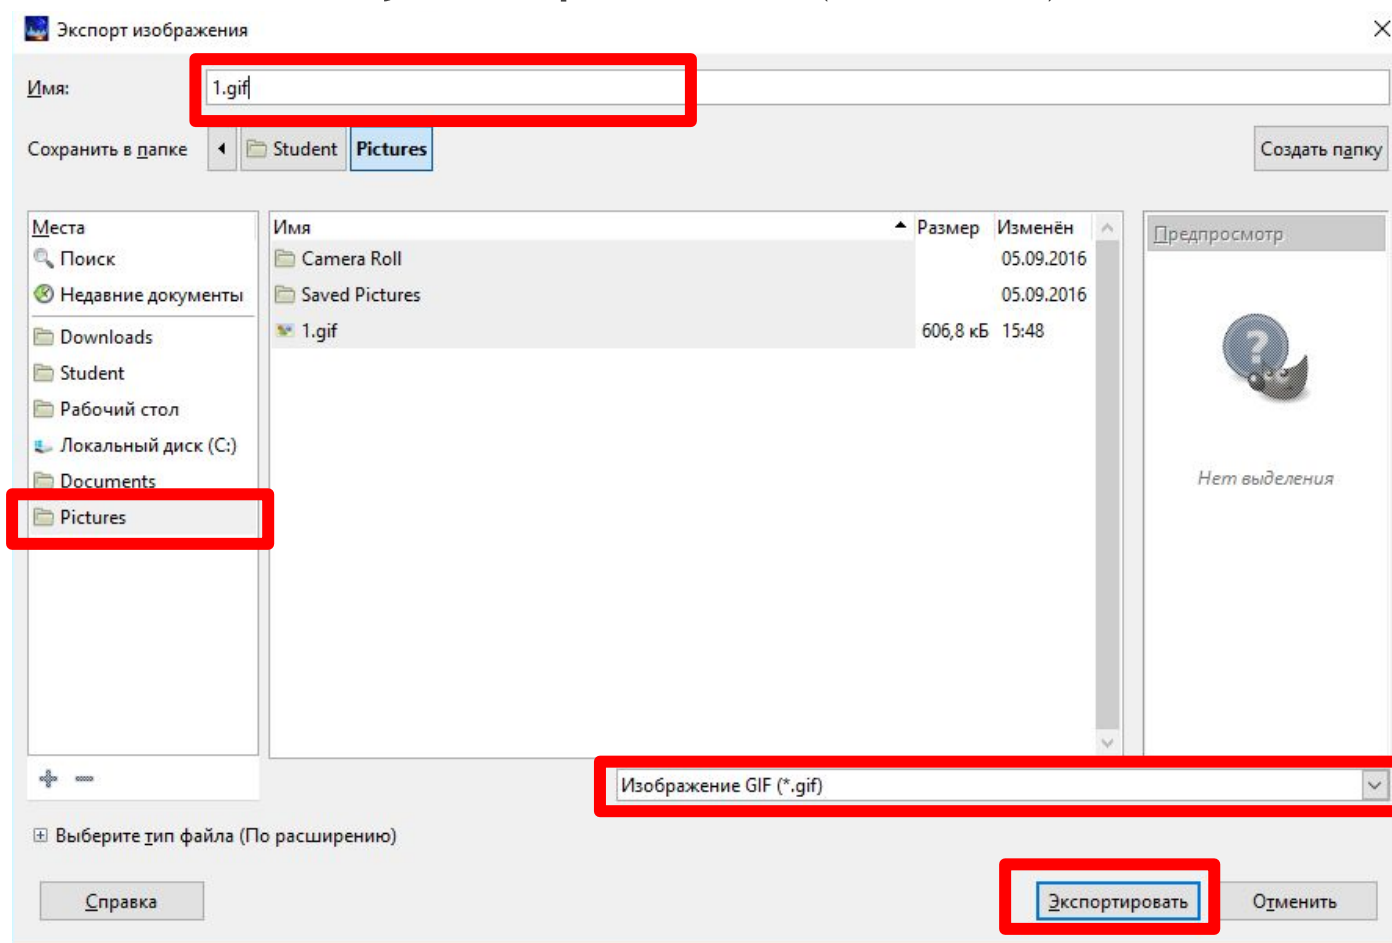 Экспорт изображения
Имя: 1.gif
Сохранить в папке Student Pictures Создать папку
Места Имя Размер Изменён Предпросмотр
Поиск Camera Roll 05.09.2016
Недавние документы Saved Pictures 05.09.2016
Downloads 1.gif 606,8 кБ 15:48
Student
Рабочий стол
Локальный диск (C:)
Documents Нет выделения
Pictures
Изображение GIF (*.gif)
Выберите тип файла (По расширению)
Справка Экспортировать Отменить